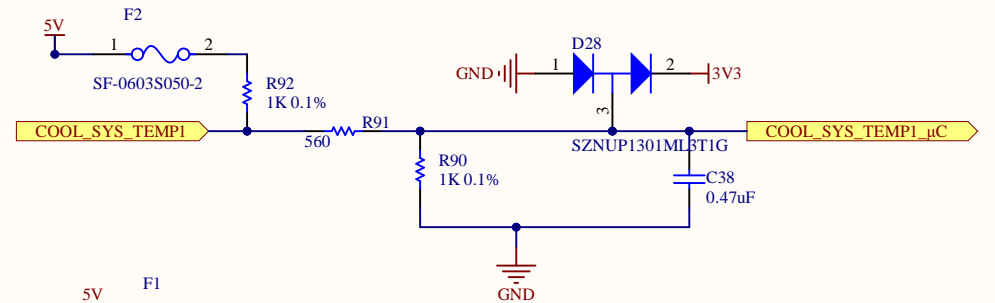 F2
5V
1
2
SF-0603S050-2
R92
1K 0.1%
COOL_SYS_TEMP1
R91
560
R90
1K 0.1%
D28
GND
1
2
3V3
3
SZNUP1301ML3T1G
COOL_SYS_TEMP1_µC
C38
0.47uF
GND
F1
5V